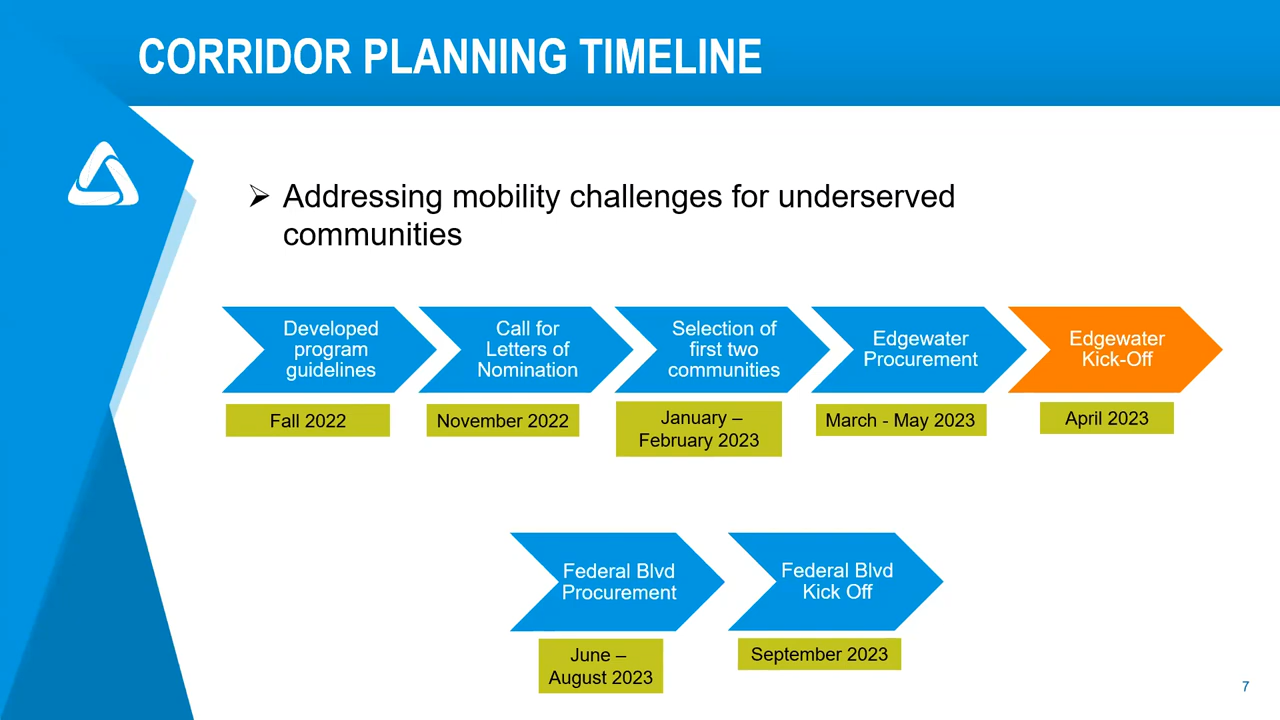 CORRIDOR PLANNING TIMELINE
➢ Addressing mobility challenges for underserved
communities
Developed
program
guidelines
Fall 2022
Call for
Letters of
Nomination
November 2022
Selection of
first two
communities
January –
February 2023
Edgewater
Procurement
March - May 2023
Edgewater
Kick-Off
April 2023
Federal Blvd
Procurement
June –
August 2023
Federal Blvd
Kick Off
September 2023
7